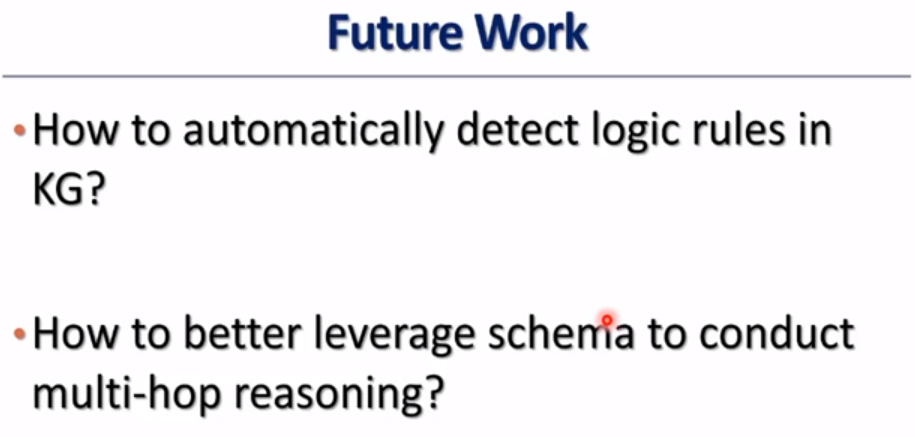 Future Work
•How to automatically detect logic rules in
KG?
•How to better leverage schema to conduct
multi-hop reasoning?